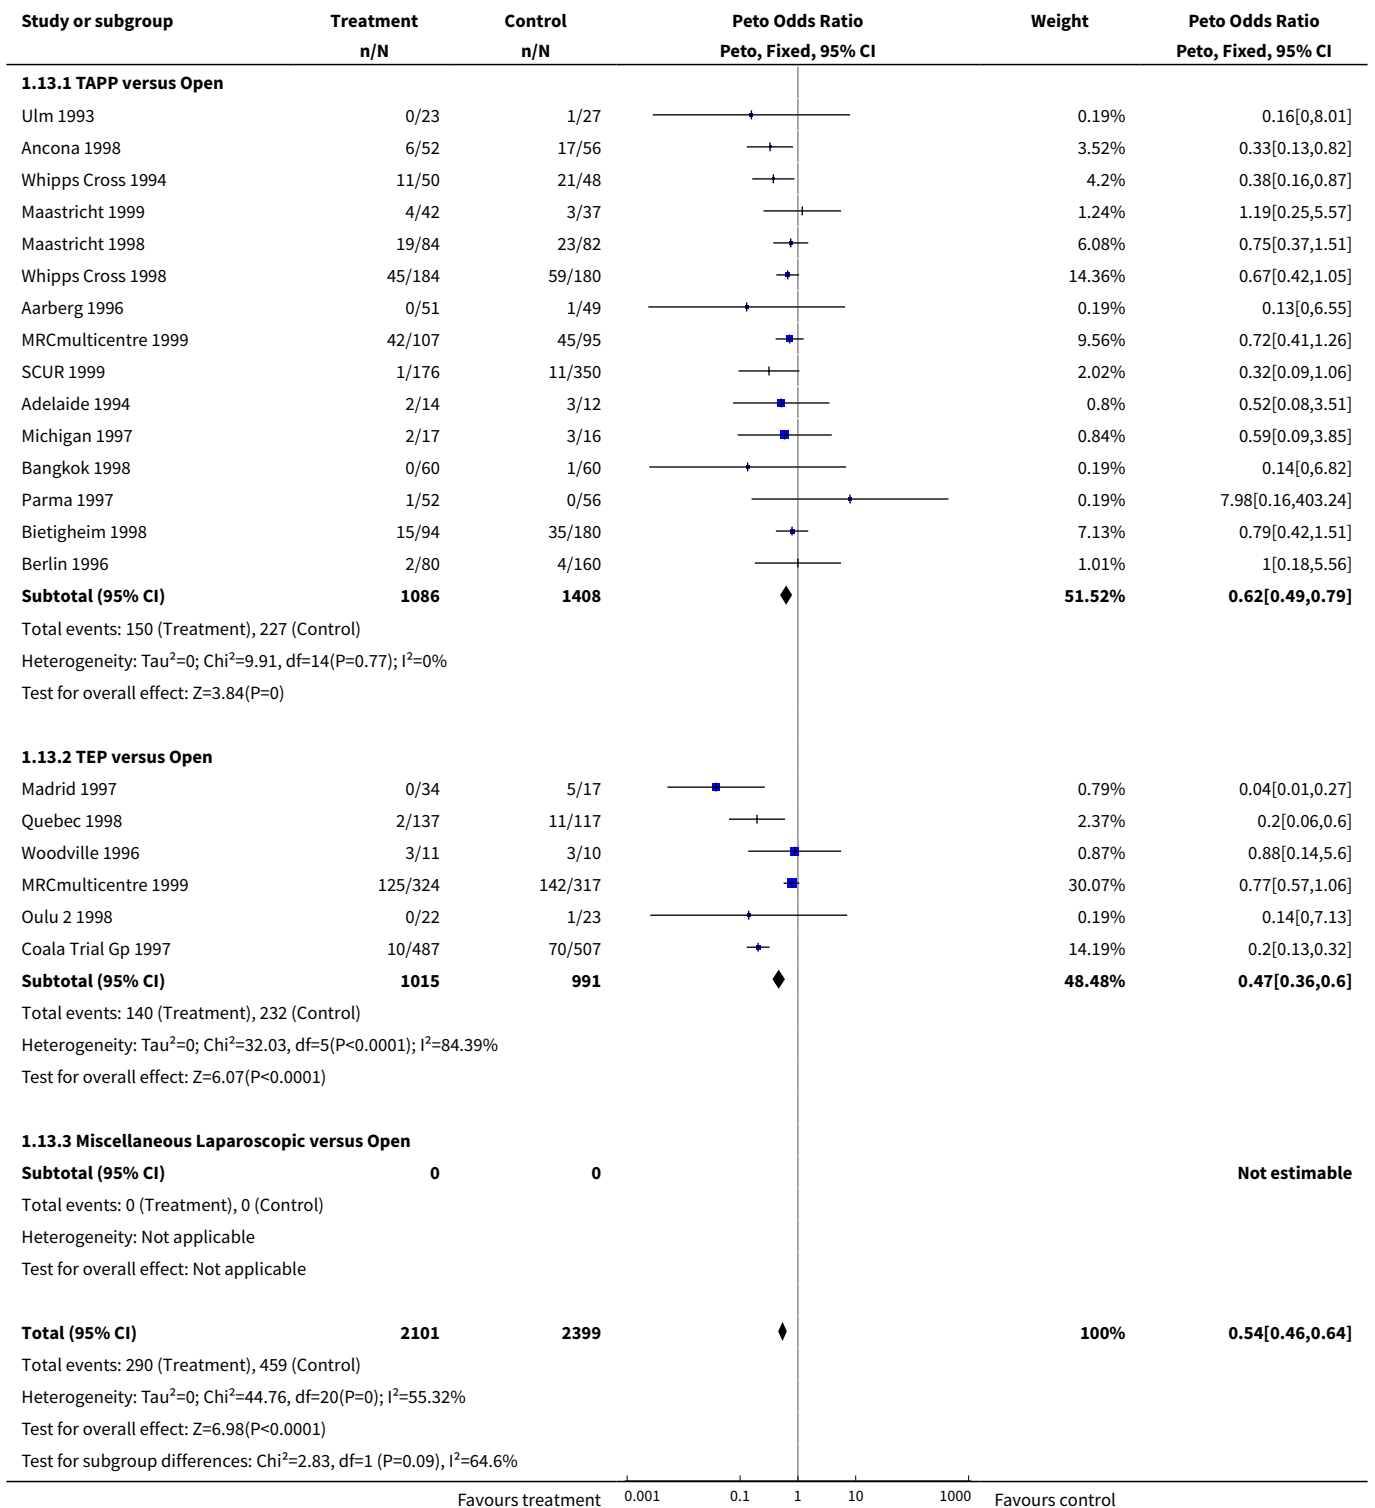 Study or subgroup Treatment Control Peto Odds Ratio Weight Peto Odds Ratio
n/N n/N Peto, Fixed, 95% CI Peto, Fixed, 95% CI
1.13.1 TAPP versus Open
Ulm 1993 0/23 1/27 0.19% 0.16[0,8.01]
Ancona 1998 6/52 17/56 3.52% 0.33[0.13,0.82]
Whipps Cross 1994 11/50 21/48 4.2% 0.38[0.16,0.87]
Maastricht 1999 4/42 3/37 1.24% 1.19[0.25,5.57]
Maastricht 1998 19/84 23/82 6.08% 0.75[0.37,1.51]
Whipps Cross 1998 45/184 59/180 14.36% 0.67[0.42,1.05]
Aarberg 1996 0/51 1/49 0.19% 0.13[0,6.55]
MRCmulticentre 1999 42/107 45/95 9.56% 0.72[0.41,1.26]
SCUR 1999 1/176 11/350 2.02% 0.32[0.09,1.06]
Adelaide 1994 2/14 3/12 0.8% 0.52[0.08,3.51]
Michigan 1997 2/17 3/16 0.84% 0.59[0.09,3.85]
Bangkok 1998 0/60 1/60 0.19% 0.14[0,6.82]
Parma 1997 1/52 0/56 0.19% 7.98[0.16,403.24]
Bietigheim 1998 15/94 35/180 7.13% 0.79[0.42,1.51]
Berlin 1996 2/80 4/160 1.01% 1[0.18,5.56]
Subtotal (95% CI) 1086 1408 51.52% 0.62[0.49,0.79]
Total events: 150 (Treatment), 227 (Control)
Heterogeneity: Tau²=0; Chi²=9.91, df=14(P=0.77); I²=0%
Test for overall effect: Z=3.84(P=0)
1.13.2 TEP versus Open
Madrid 1997 0/34 5/17 0.79% 0.04[0.01,0.27]
Quebec 1998 2/137 11/117 2.37% 0.2[0.06,0.6]
Woodville 1996 3/11 3/10 0.87% 0.88[0.14,5.6]
MRCmulticentre 1999 125/324 142/317 30.07% 0.77[0.57,1.06]
Oulu 2 1998 0/22 1/23 0.19% 0.14[0,7.13]
Coala Trial Gp 1997 10/487 70/507 14.19% 0.2[0.13,0.32]
Subtotal (95% CI) 1015 991 48.48% 0.47[0.36,0.6]
Total events: 140 (Treatment), 232 (Control)
Heterogeneity: Tau²=0; Chi²=32.03, df=5(P<0.0001); I²=84.39%
Test for overall effect: Z=6.07(P<0.0001)
1.13.3 Miscellaneous Laparoscopic versus Open
Subtotal (95% CI) 0 0 Not estimable
Total events: 0 (Treatment), 0 (Control)
Heterogeneity: Not applicable
Test for overall effect: Not applicable
Total (95% CI) 2101 2399 100% 0.54[0.46,0.64]
Total events: 290 (Treatment), 459 (Control)
Heterogeneity: Tau²=0; Chi²=44.76, df=20(P=0); I²=55.32%
Test for overall effect: Z=6.98(P<0.0001)
Test for subgroup differences: Chi²=2.83, df=1 (P=0.09), I²=64.6%
Favours treatment 0.001 0.1 1 10 1000 Favours control